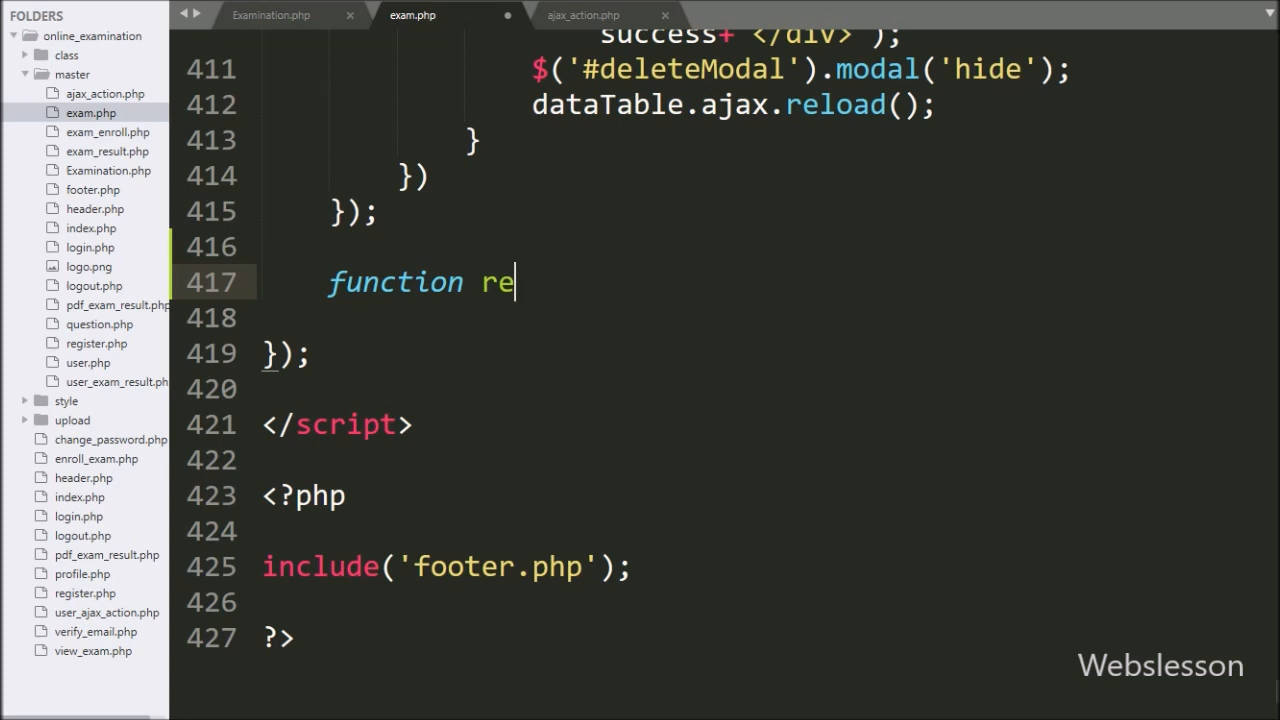 FOLDERS
online_examination
class
master
ajax_action.php
exam.php
exam_enroll.php
exam_result.php
Examination.php
footer.php
header.php
index.php
login.php
logo.png
logout.php
pdf_exam_result.php
question.php
register.php
user.php
user_exam_result.ph
style
upload
change_password.php
enroll_exam.php
header.php
index.php
login.php
logout.php
pdf_exam_result.php
profile.php
register.php
user_ajax_action.php
verify_email.php
view_exam.php
Examination.php
exam.php
ajax_action.php
success+'</div>');
411 $('#deleteModal').modal('hide');
412 dataTable.ajax.reload();
413 }
414 })
415 });
416
417 function re
418
419 });
420
421 </script>
422
423 <?php
424
425 include('footer.php');
426
427 ?>
Webslesson